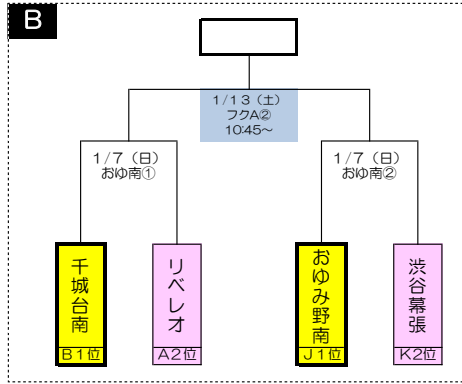 B
1/13（土）
フクA②
10:45～
1/7（日）
おゆ南①
1/7（日）
おゆ南②
千城台南
B1位
リベレオ
A2位
おゆみ野南
J1位
渋谷幕張
K2位